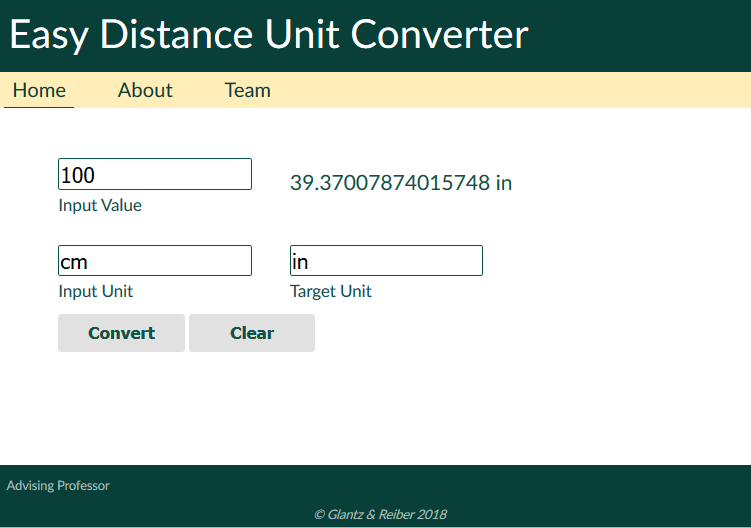 Easy Distance Unit Converter
Home About Team
100
39.37007874015748 in
Input Value
cm in
Input Unit Target Unit
Convert Clear
Advising Professor
© Glantz & Reiber 2018